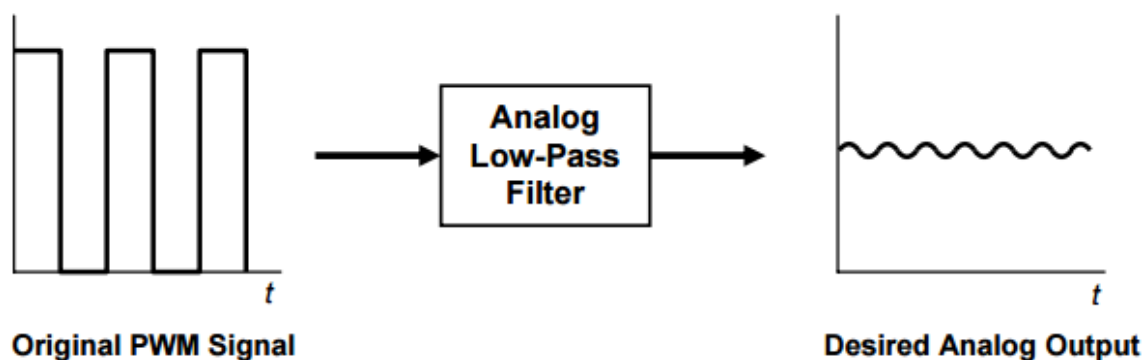 Analog
Low-Pass
Filter
t
t
Original PWM Signal
Desired Analog Output